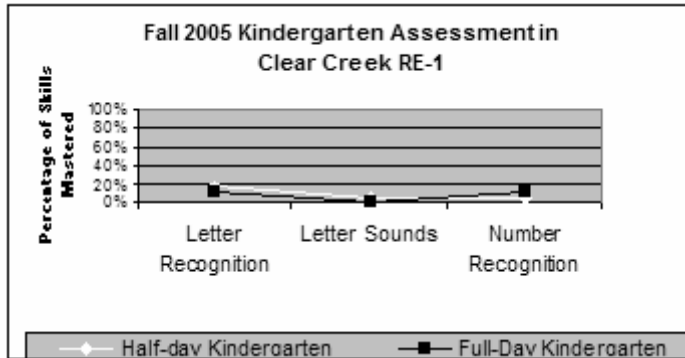 Fall 2005 Kindergarten Assessment in
Clear Creek RE-1
Percentage of Skills
Mastered
100%
80%
60%
40%
20%
0%
Letter
Recognition
Letter Sounds
Number
Recognition
Half-day Kindergarten
Full-Day Kindergarten